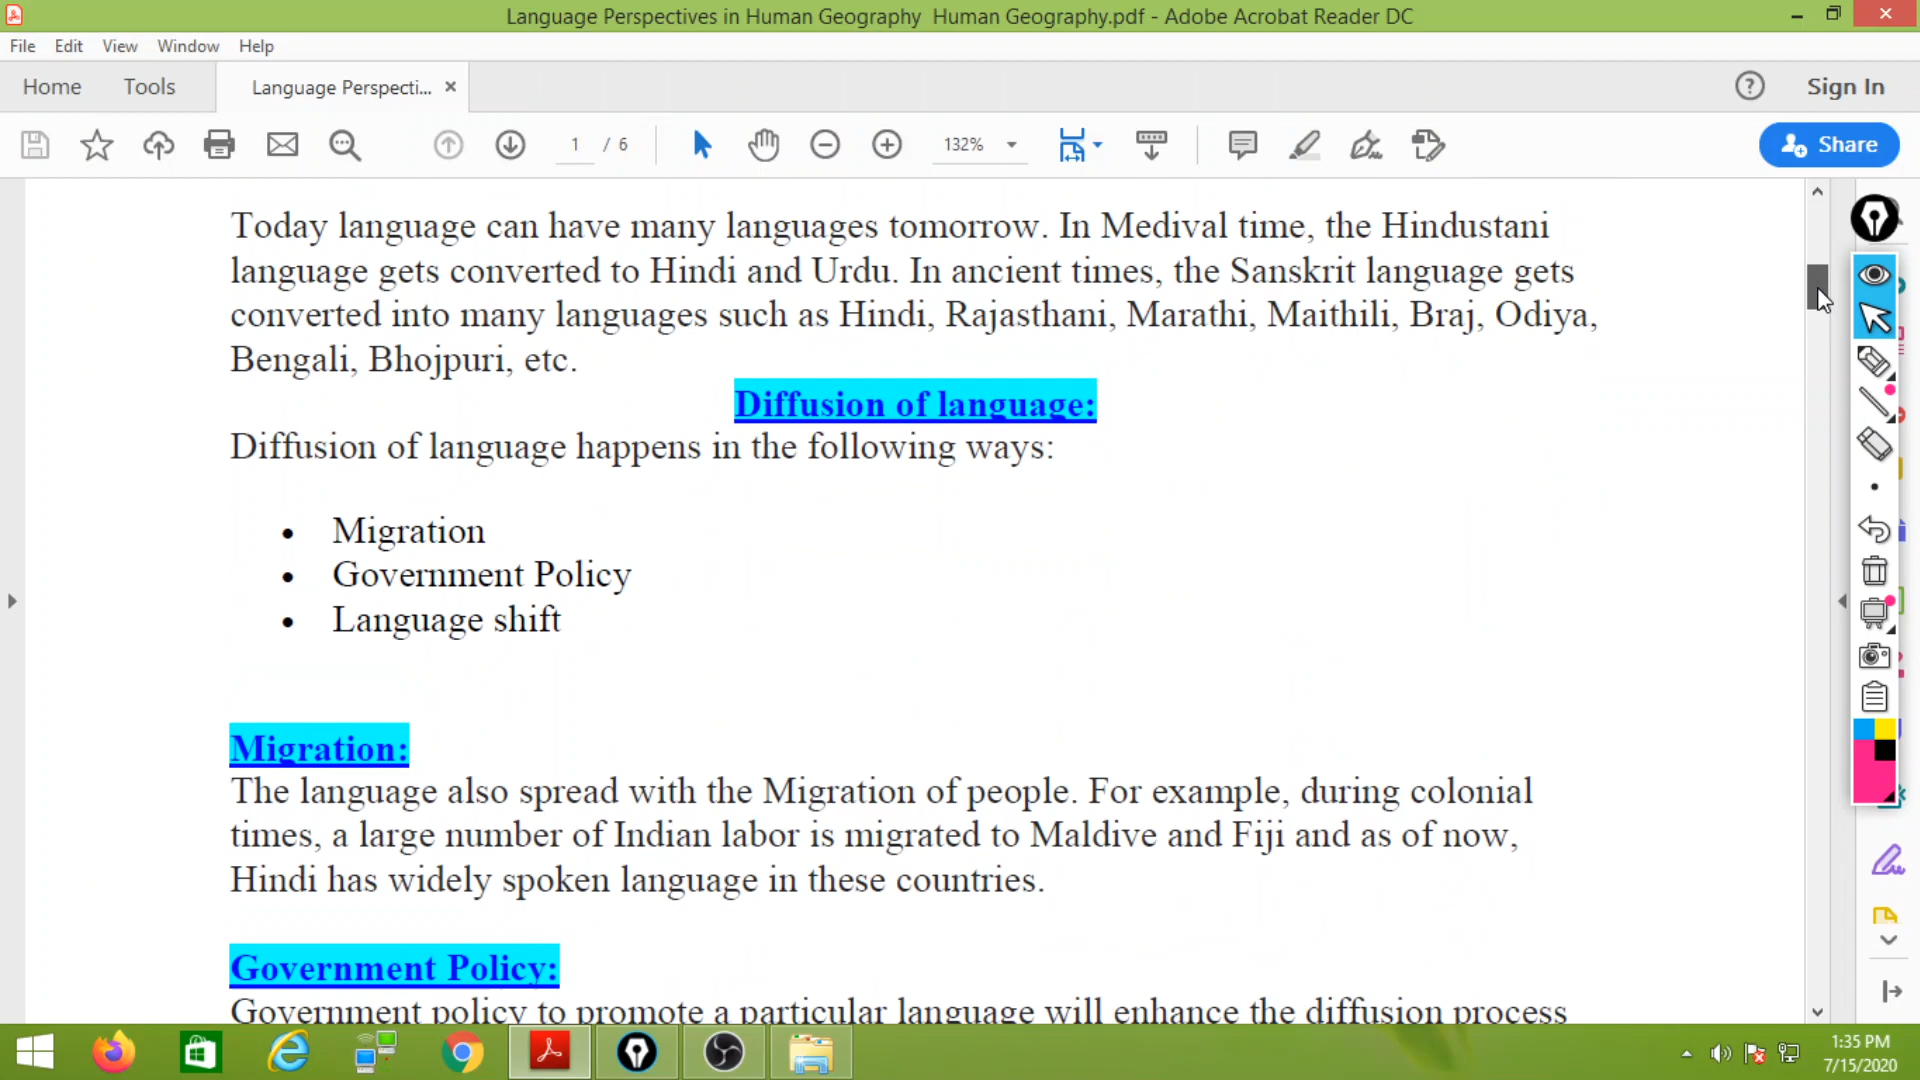 Language Perspectives in Human Geography  Human Geography.pdf - Adobe Acrobat Reader DC
File Edit View Window Help
Home Tools Language Perspecti... Sign In
1 / 6 132% Share
Today language can have many languages tomorrow. In Medival time, the Hindustani
language gets converted to Hindi and Urdu. In ancient times, the Sanskrit language gets
converted into many languages such as Hindi, Rajasthani, Marathi, Maithili, Braj, Odiya,
Bengali, Bhojpuri, etc.
Diffusion of language:
Diffusion of language happens in the following ways:
• Migration
• Government Policy
• Language shift
Migration:
The language also spread with the Migration of people. For example, during colonial
times, a large number of Indian labor is migrated to Maldive and Fiji and as of now,
Hindi has widely spoken language in these countries.
Government Policy:
Government policy to promote a particular language will enhance the diffusion process
1:35 PM
7/15/2020